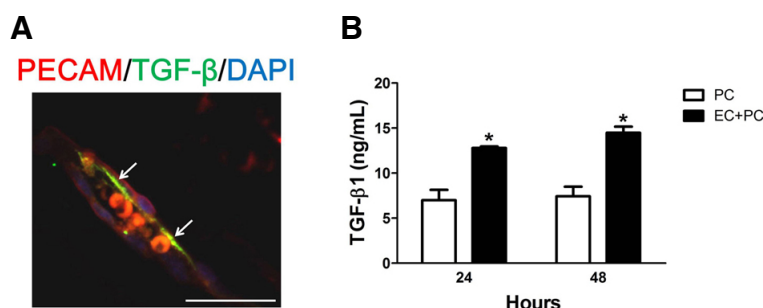 A
PECAM/TGF-β/DAPI
B
TGF-β1 (ng/mL)
20
15
10
5
0
*
*
24
48
Hours
PC
EC+PC